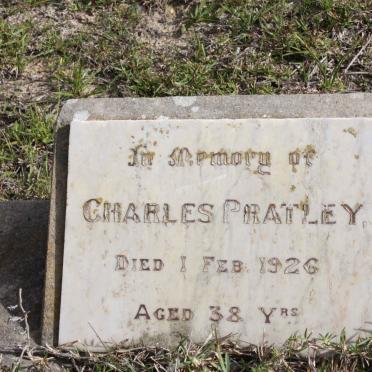 In Memory of
CHARLES PRATLEY,
DIED 1 FEB 1926
AGED 38 YRS